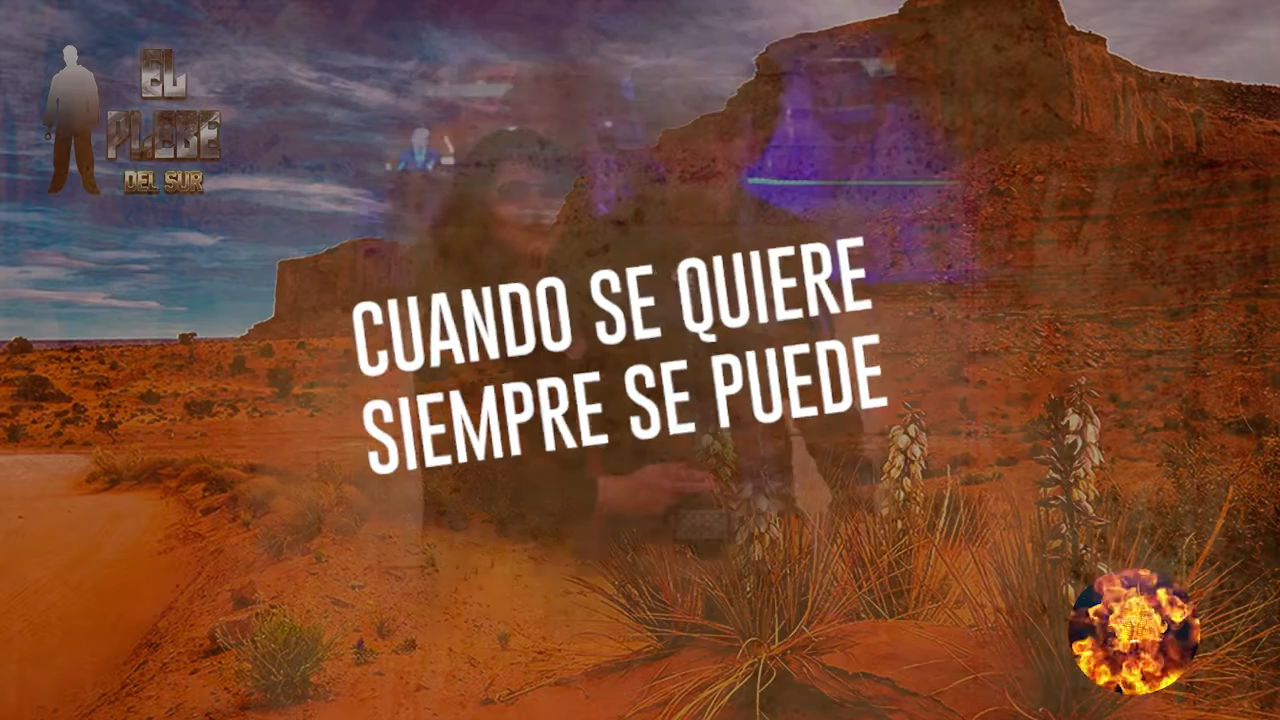 EL
PLEBE
DEL SUR
CUANDO SE QUIERE
SIEMPRE SE PUEDE